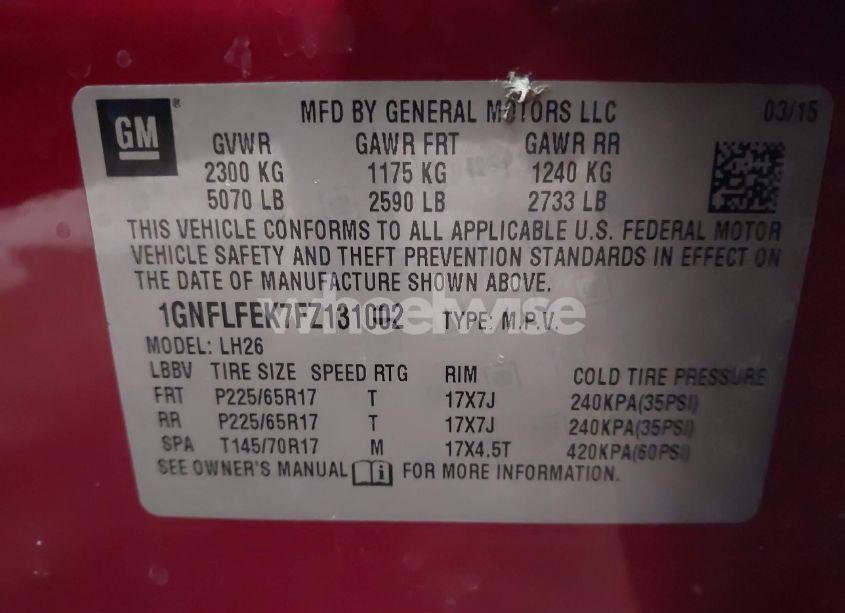 GM ® MFD BY GENERAL MOTORS LLC 03/15
GVWR GAWR FRT GAWR RR
2300 KG 1175 KG 1240 KG
5070 LB 2590 LB 2733 LB
THIS VEHICLE CONFORMS TO ALL APPLICABLE U.S. FEDERAL MOTOR
VEHICLE SAFETY AND THEFT PREVENTION STANDARDS IN EFFECT ON
THE DATE OF MANUFACTURE SHOWN ABOVE.
wheelwise
1GNFLFEK7FZ131002 TYPE: M.P.V.
MODEL: LH26
LBBV TIRE SIZE SPEED RTG RIM COLD TIRE PRESSURE
FRT P225/65R17 T 17X7J 240KPA(35PSI)
RR P225/65R17 T 17X7J 240KPA(35PSI)
SPA T145/70R17 M 17X4.5T 420KPA(60PSI)
SEE OWNER'S MANUAL i FOR MORE INFORMATION.